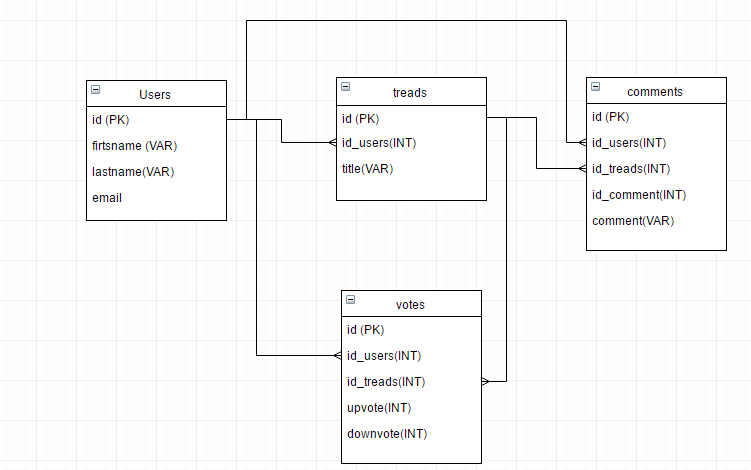 Users
id (PK)
firtsname (VAR)
lastname(VAR)
email
treads
id (PK)
id_users(INT)
title(VAR)
comments
id (PK)
id_users(INT)
id_treads(INT)
id_comment(INT)
comment(VAR)
votes
id (PK)
id_users(INT)
id_treads(INT)
upvote(INT)
downvote(INT)